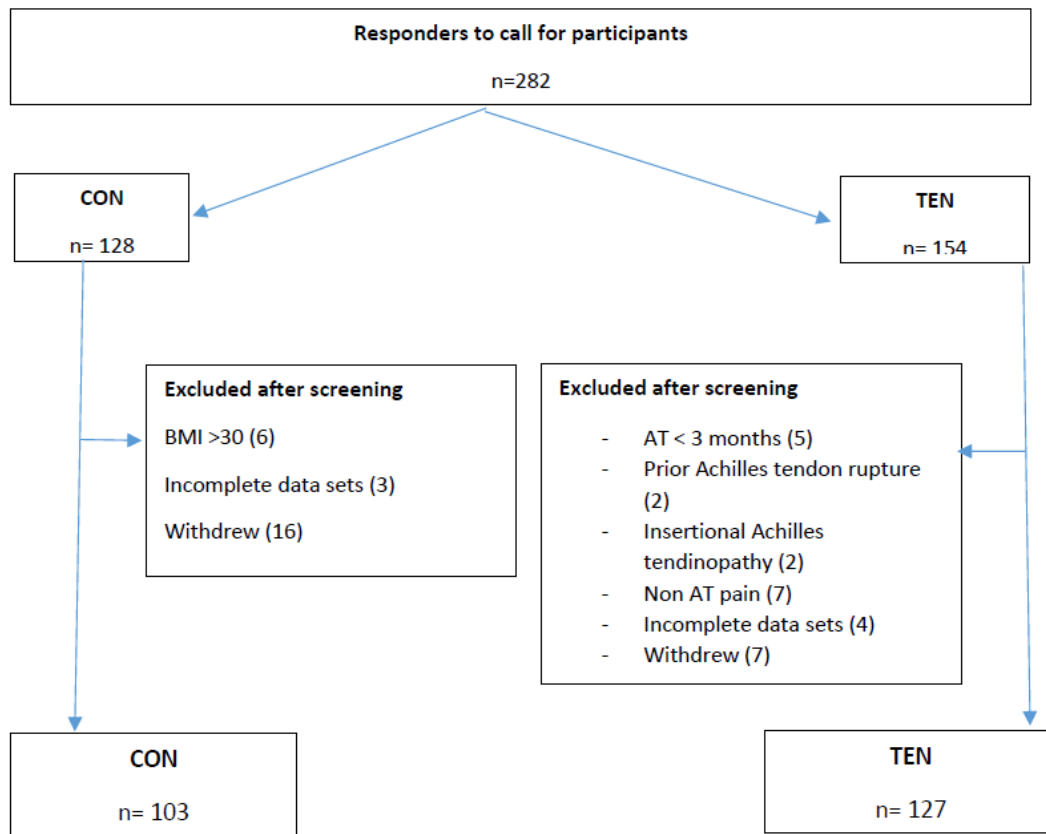 Responders to call for participants
n=282
CON
n= 128
TEN
n= 154
Excluded after screening
BMI >30 (6)
Incomplete data sets (3)
Withdrew (16)
Excluded after screening
- AT < 3 months (5)
- Prior Achilles tendon rupture
(2)
- Insertional Achilles
tendinopathy (2)
- Non AT pain (7)
- Incomplete data sets (4)
- Withdrew (7)
CON
n= 103
TEN
n= 127